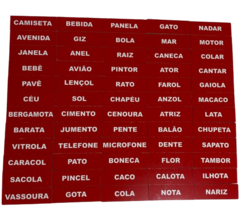 CAMISETA BEBIDA PANELA GATO NADAR
AVENIDA GIZ BOLA MAR MOTOR
JANELA ANEL RAIZ CANECA COLAR
BEBÊ AVIÃO PINTOR ATOR CANTAR
PAVÊ LENÇOL RATO FAROL GAIOLA
CÉU SOL CHAPÉU ANZOL MACACO
BERGAMOTA CIMENTO CENOURA ATRIZ LATA
BARATA JUMENTO PENTE BALÃO CHUPETA
VITROLA TELEFONE MICROFONE DENTE SAPATO
CARACOL PATO BONECA FLOR TAMBOR
SACOLA PINCEL CACO CALOTA ILHOTA
VASSOURA GOTA COLA NOTA NARIZ